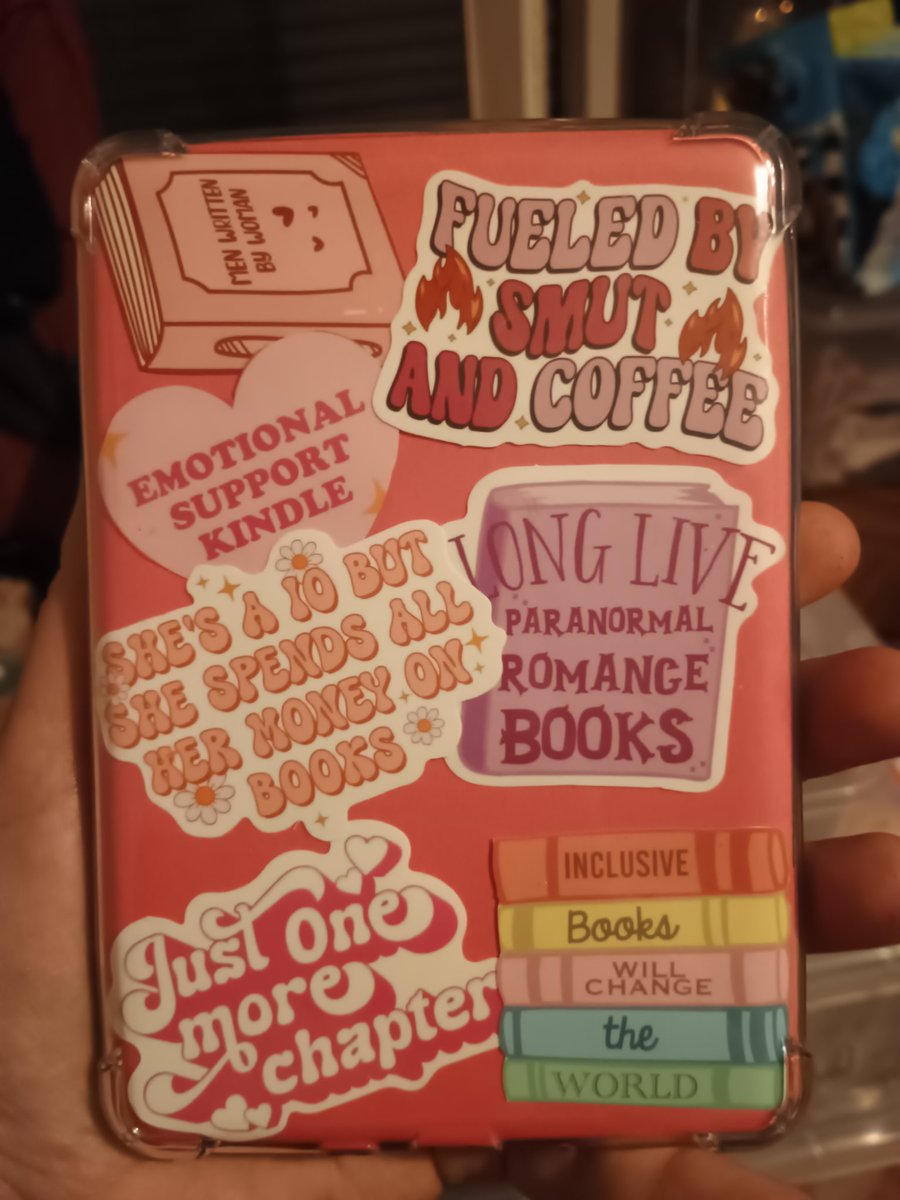 MEN WRITTEN
BY WOMAN
FUELED BY
SMUT
AND COFFEE
EMOTIONAL
SUPPORT
KINDLE
LONG LIVE
PARANORMAL
ROMANGE
BOOKS
SHE'S A 10 BUT
SHE SPENDS ALL
HER MONEY ON
BOOKS
Just One
more
chapter
INCLUSIVE
Books
WILL
CHANGE
the
WORLD